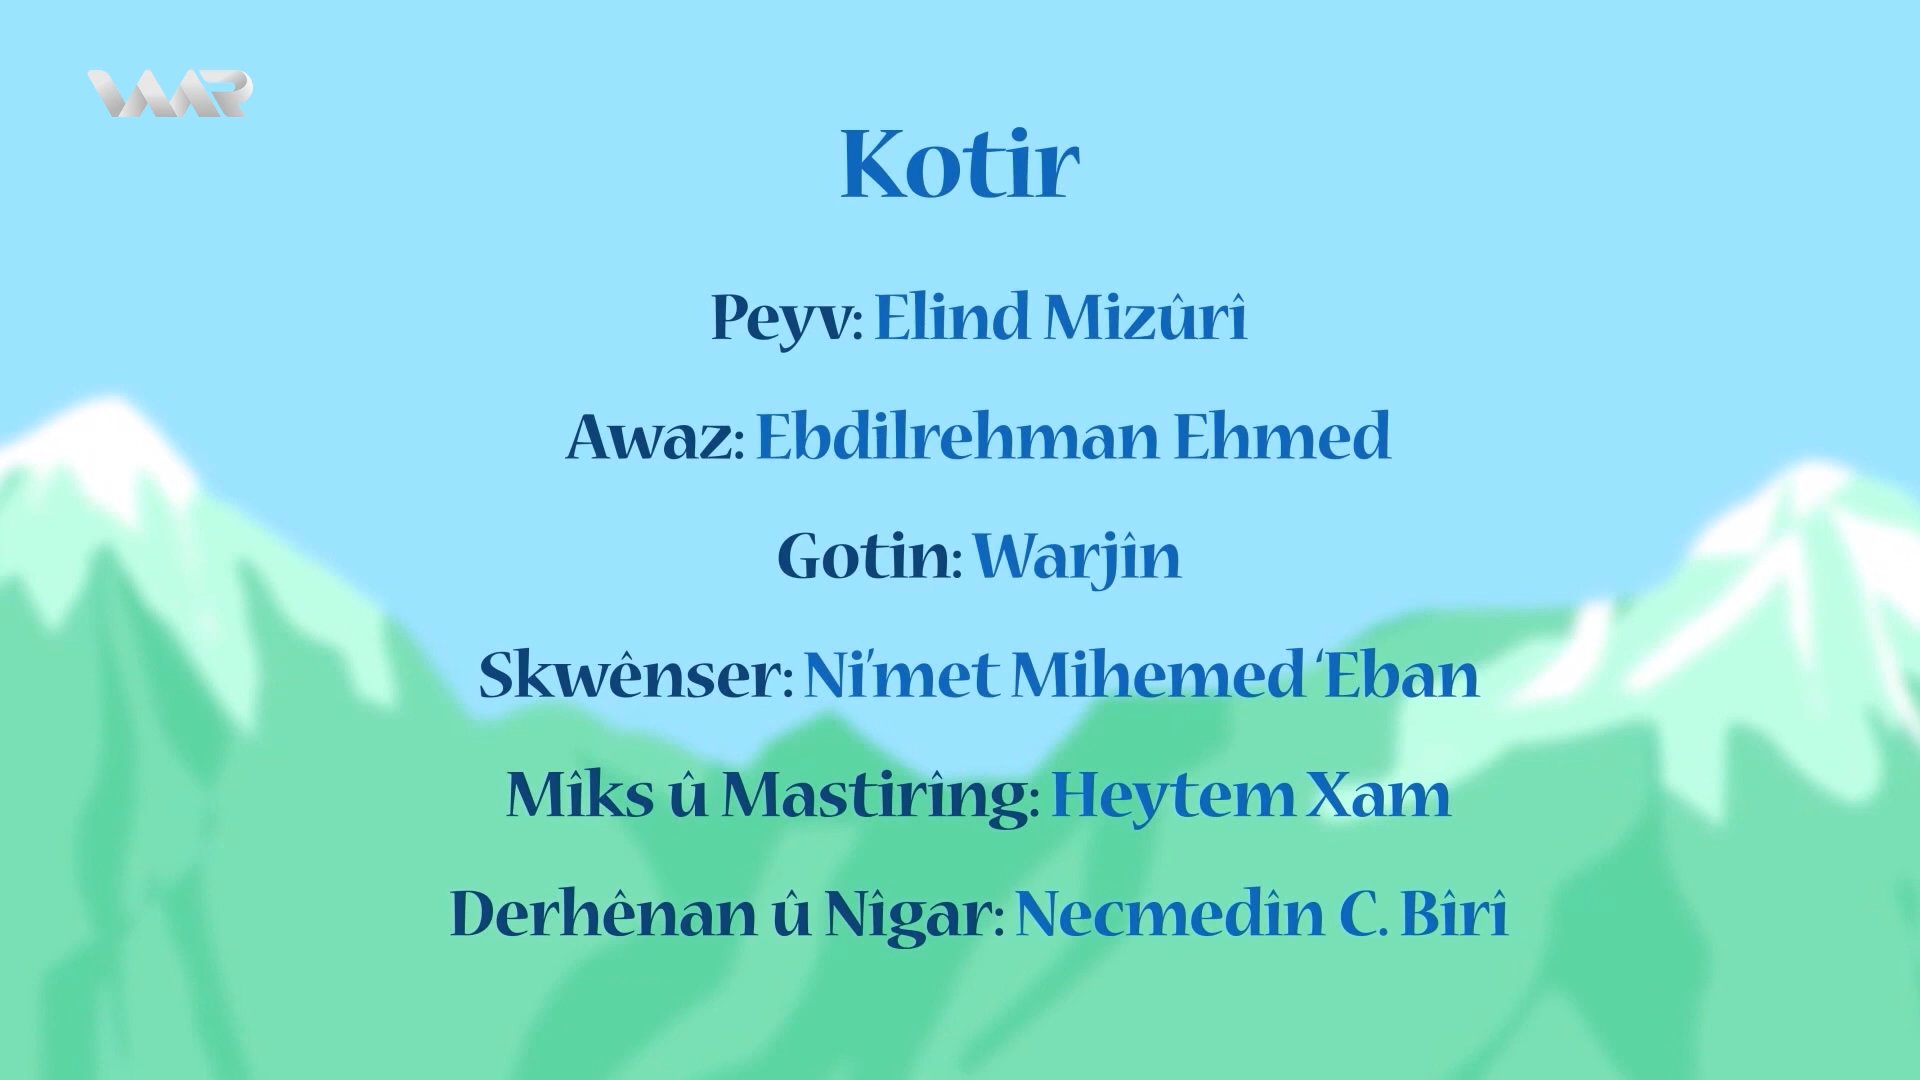 WAAR
Kotir
Peyv: Elind Mizûrî
Awaz: Ebdilrehman Ehmed
Gotin: Warjîn
Skwênser: Ni'met Mihemed ‘Eban
Mîks û Mastirîng: Heytem Xam
Derhênan û Nîgar: Necmedîn C. Bîrî